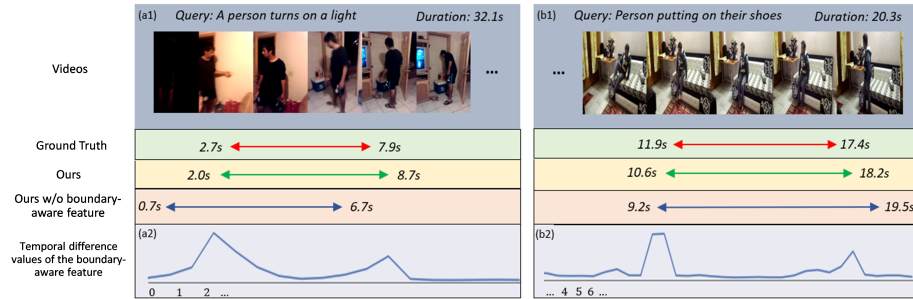 (a1) Query: A person turns on a light Duration: 32.1s
(b1) Query: Person putting on their shoes Duration: 20.3s
Videos
...
...
Ground Truth
2.7s 7.9s
11.9s 17.4s
Ours
2.0s 8.7s
10.6s 18.2s
Ours w/o boundary-
aware feature
0.7s 6.7s
9.2s 19.5s
Temporal difference
values of the boundary-
aware feature
(a2)
0 1 2 ...
(b2)
... 4 5 6 ...